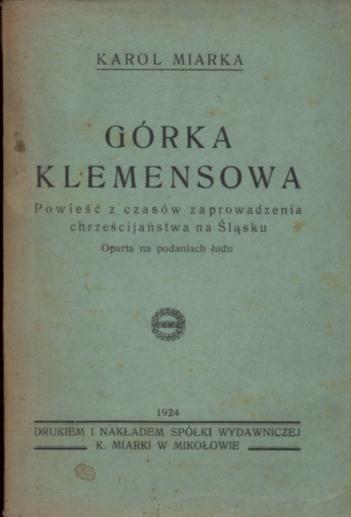 KAROL MIARKA
GÓRKA
KLEMENSOWA
Powieść z czasów zaprowadzenia
chrześcijaństwa na Śląsku
Oparta na podaniach ludu
1924
DRUKIEM I NAKŁADEM SPÓŁKI WYDAWNICZEJ
K. MIARKI W MIKOŁOWIE